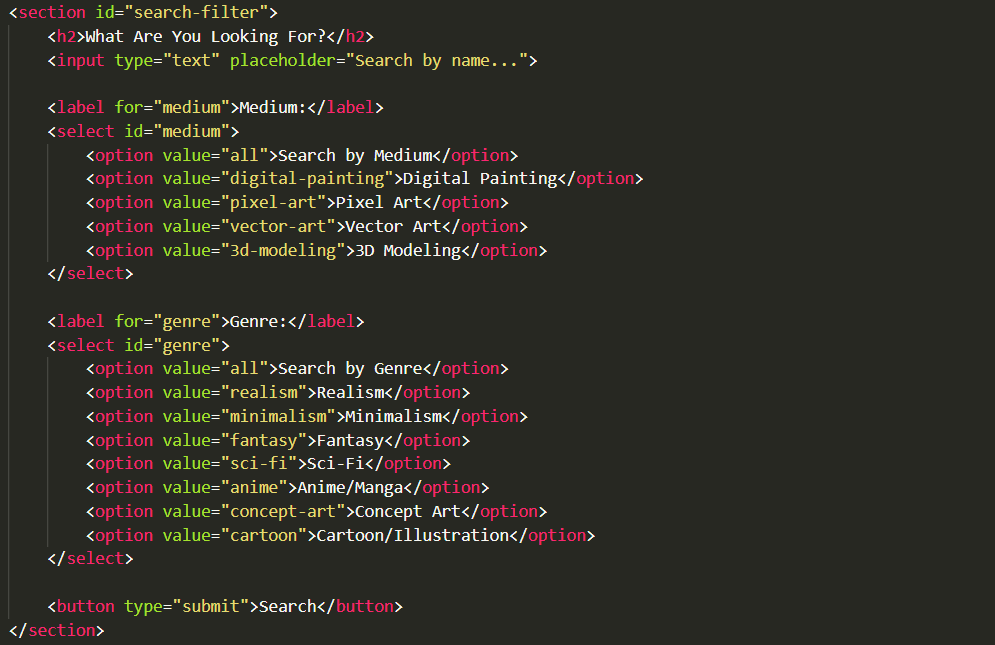 <section id="search-filter">
    <h2>What Are You Looking For?</h2>
    <input type="text" placeholder="Search by name...">

    <label for="medium">Medium:</label>
    <select id="medium">
        <option value="all">Search by Medium</option>
        <option value="digital-painting">Digital Painting</option>
        <option value="pixel-art">Pixel Art</option>
        <option value="vector-art">Vector Art</option>
        <option value="3d-modeling">3D Modeling</option>
    </select>

    <label for="genre">Genre:</label>
    <select id="genre">
        <option value="all">Search by Genre</option>
        <option value="realism">Realism</option>
        <option value="minimalism">Minimalism</option>
        <option value="fantasy">Fantasy</option>
        <option value="sci-fi">Sci-Fi</option>
        <option value="anime">Anime/Manga</option>
        <option value="concept-art">Concept Art</option>
        <option value="cartoon">Cartoon/Illustration</option>
    </select>

    <button type="submit">Search</button>
</section>